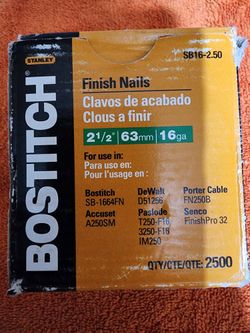 SB16-2.50
STANLEY
BOSTITCH
Finish Nails
Clavos de acabado
Clous a finir
2 1/2" 63mm 16ga
For use in:
Para uso en:
Pour l'usage en:
Bostitch DeWalt Porter Cable
SB-1664FN D51256 FN250B
Accuset Paslode Senco
A250SM T250-F16 FinishPro 32
3250-F16
IM250
QTY/CTE/QTE: 2500